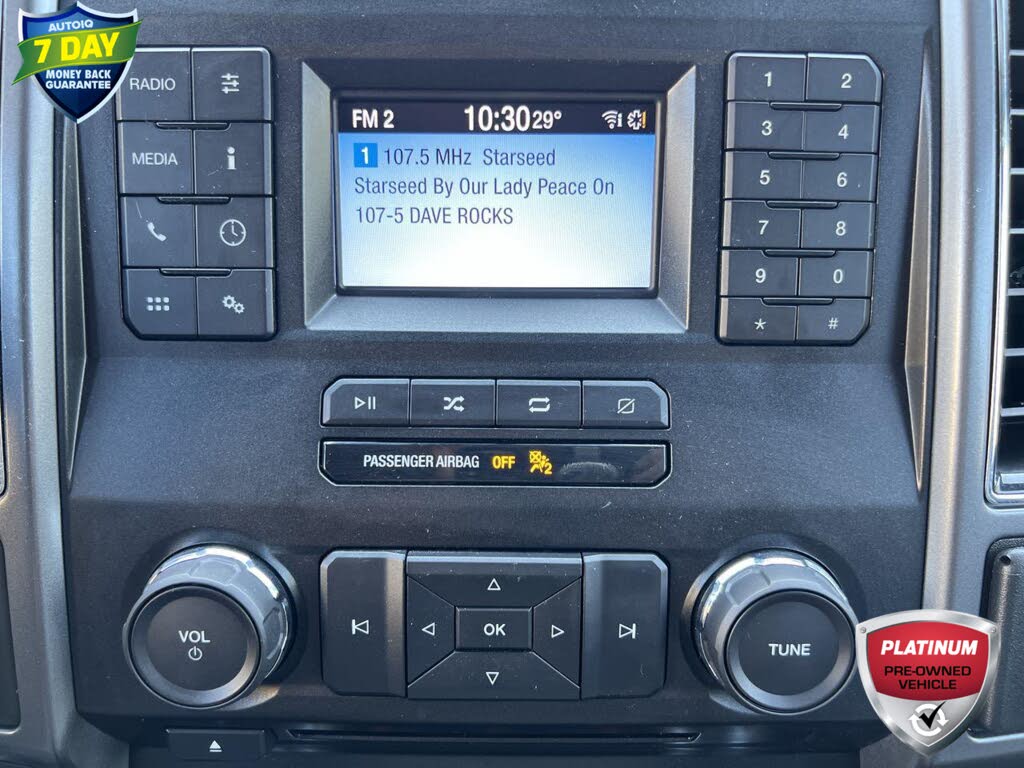 AUTOIQ
7 DAY
MONEY BACK
GUARANTEE
RADIO
MEDIA
i
FM 2 10:30 29°
1 107.5 MHz Starseed
Starseed By Our Lady Peace On
107-5 DAVE ROCKS
1 2
3 4
5 6
7 8
9 0
* #
PASSENGER AIRBAG OFF 2
VOL
OK
TUNE
PLATINUM
PRE-OWNED
VEHICLE